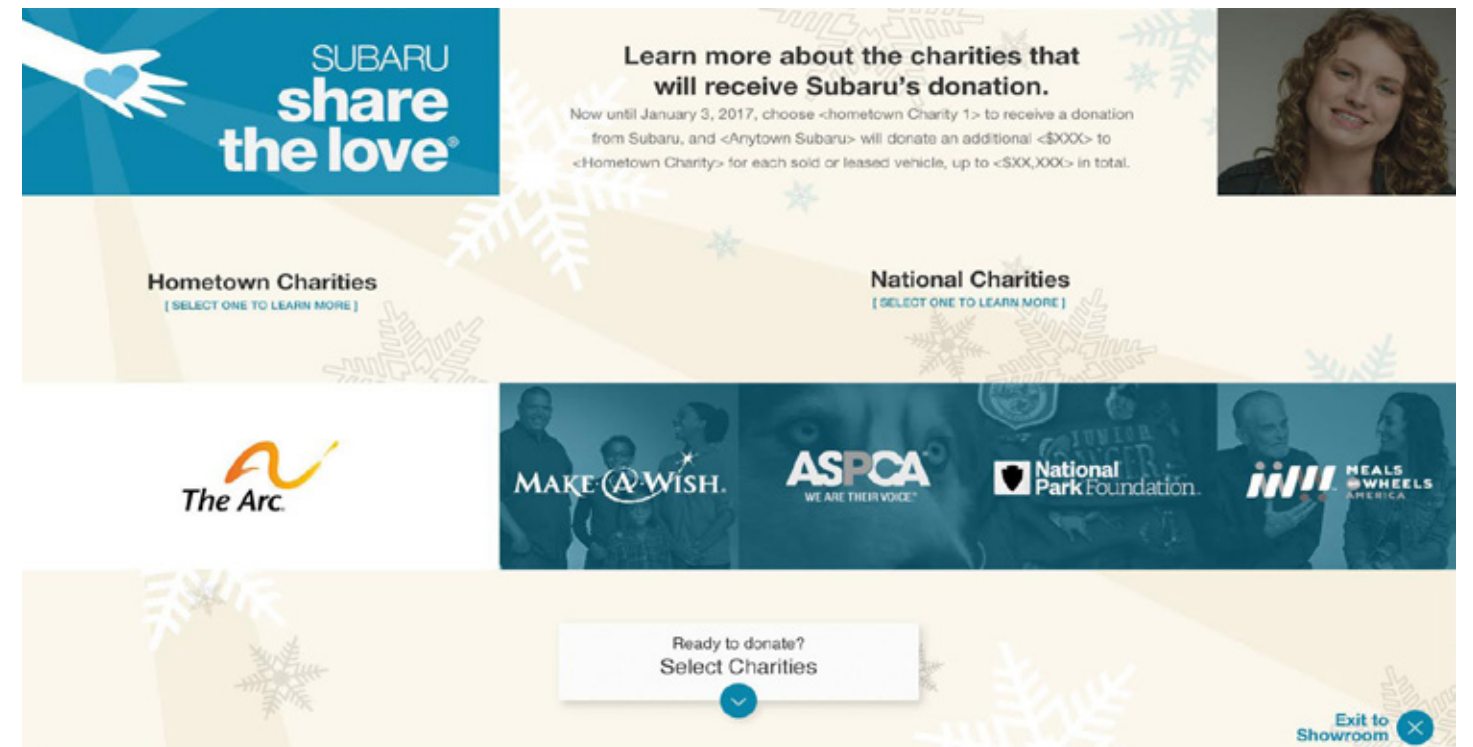 SUBARU
share
the love®
Learn more about the charities that
will receive Subaru's donation.
Now until January 3, 2017, choose <hometown Charity 1> to receive a donation
from Subaru, and <Anytown Subaru> will donate an additional <$XXX> to
<Hometown Charity> for each sold or leased vehicle, up to <$XX,XXX> in total.
Hometown Charities
[ SELECT ONE TO LEARN MORE ]
National Charities
[ SELECT ONE TO LEARN MORE ]
The Arc.
MAKE-A-WISH.
ASPCA
WE ARE THEIR VOICE®
JUNIOR
RANGER
National
Park Foundation.
MEALS
ON WHEELS
AMERICA
Ready to donate?
Select Charities
Exit to
Showroom